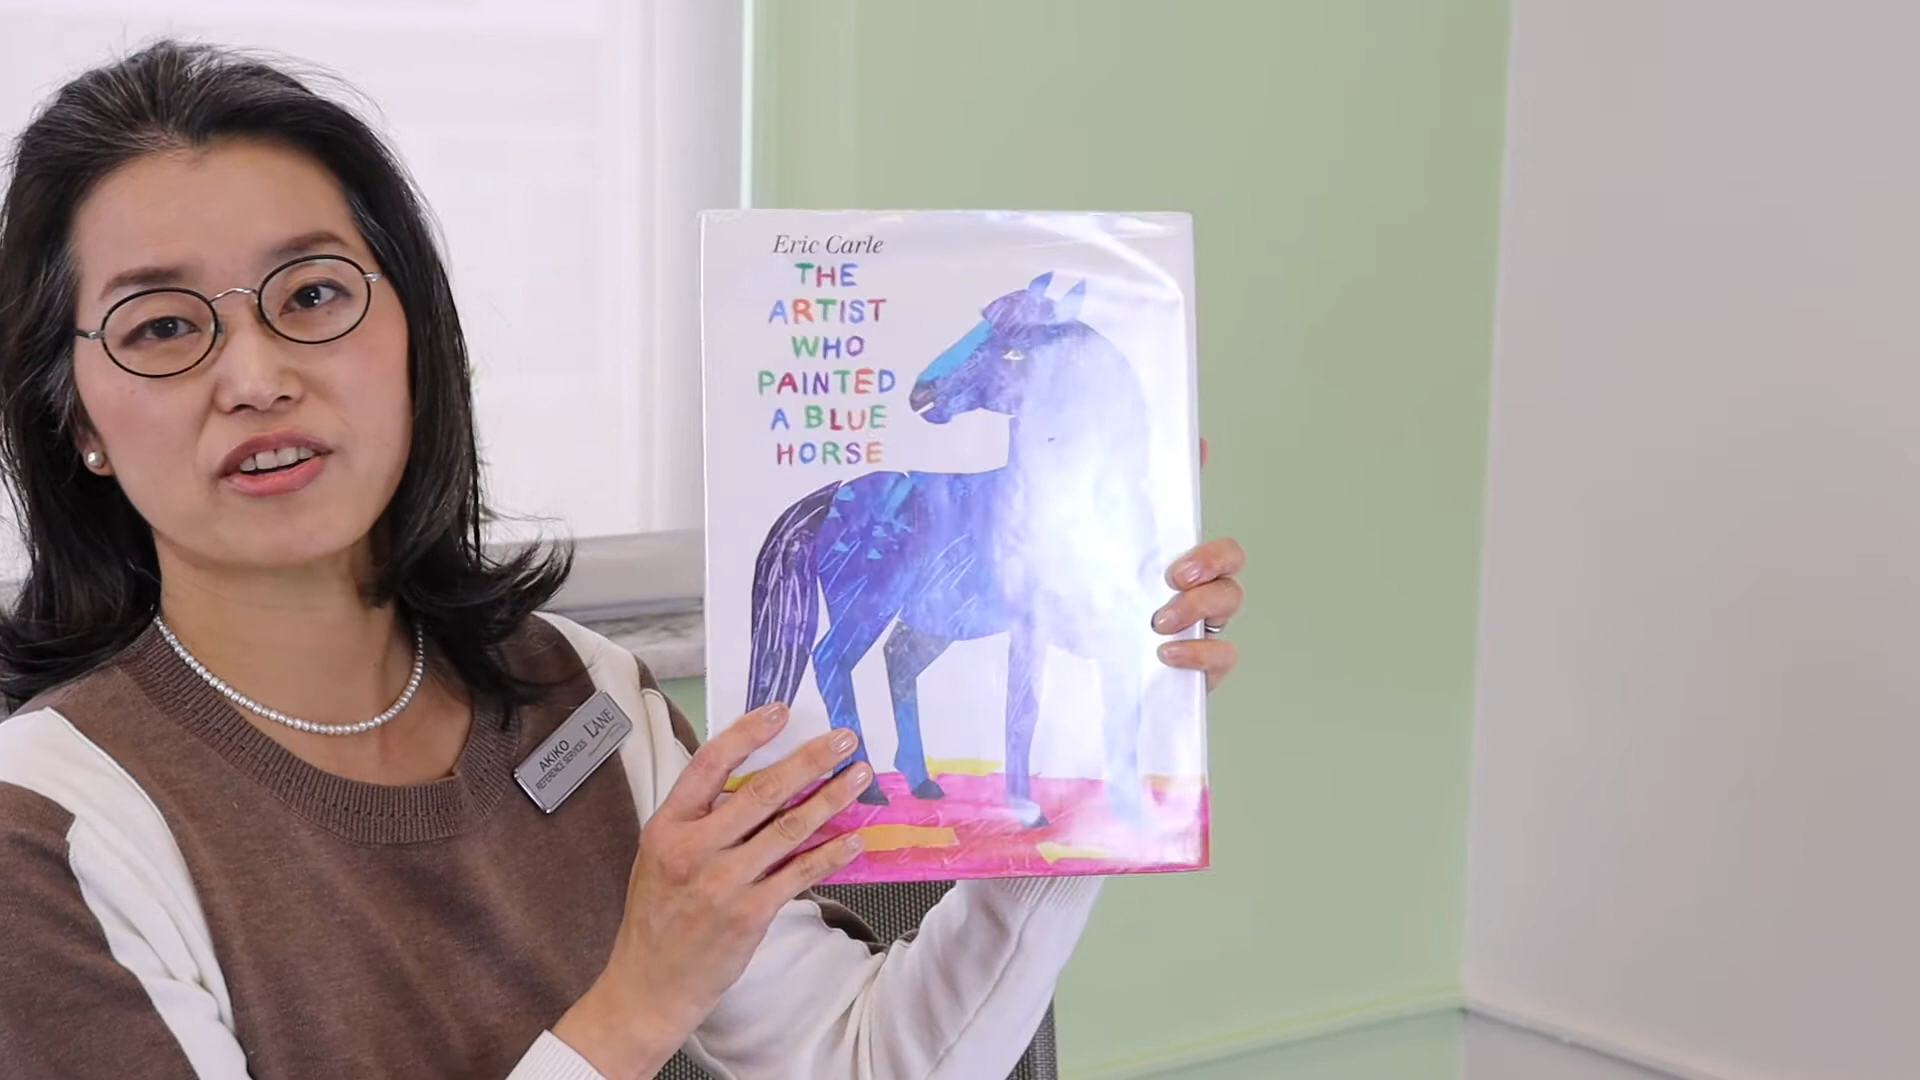 Eric Carle
THE
ARTIST
WHO
PAINTED
A BLUE
HORSE
AKIKO
REFERENCE SERVICES
LANE